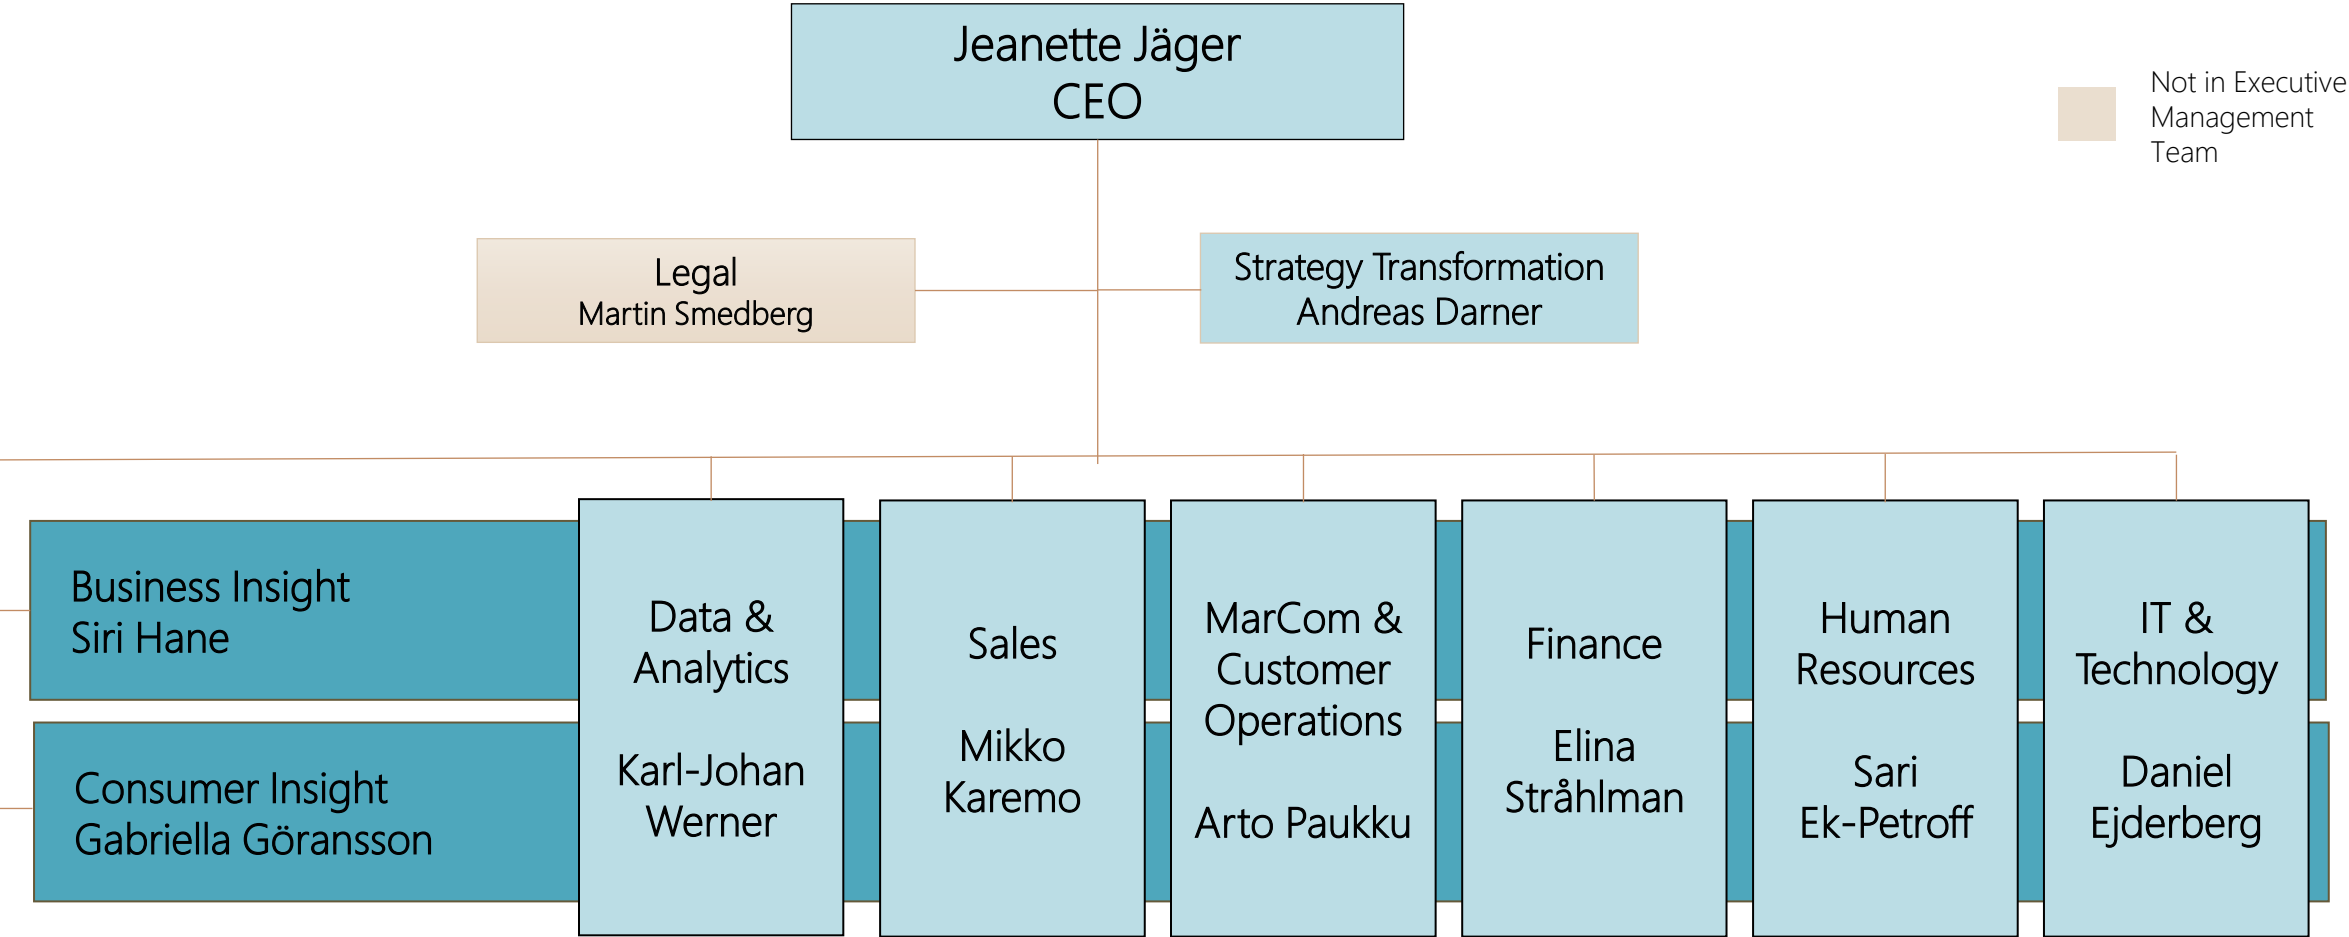 Jeanette Jäger
CEO
Not in Executive
Management
Team
Legal
Martin Smedberg
Strategy Transformation
Andreas Darner
Business Insight
Siri Hane
Consumer Insight
Gabriella Göransson
Data &
Analytics
Karl-Johan
Werner
Sales
Mikko
Karemo
MarCom &
Customer
Operations
Arto Paukku
Finance
Elina
Stråhlman
Human
Resources
Sari
Ek-Petroff
IT &
Technology
Daniel
Ejderberg